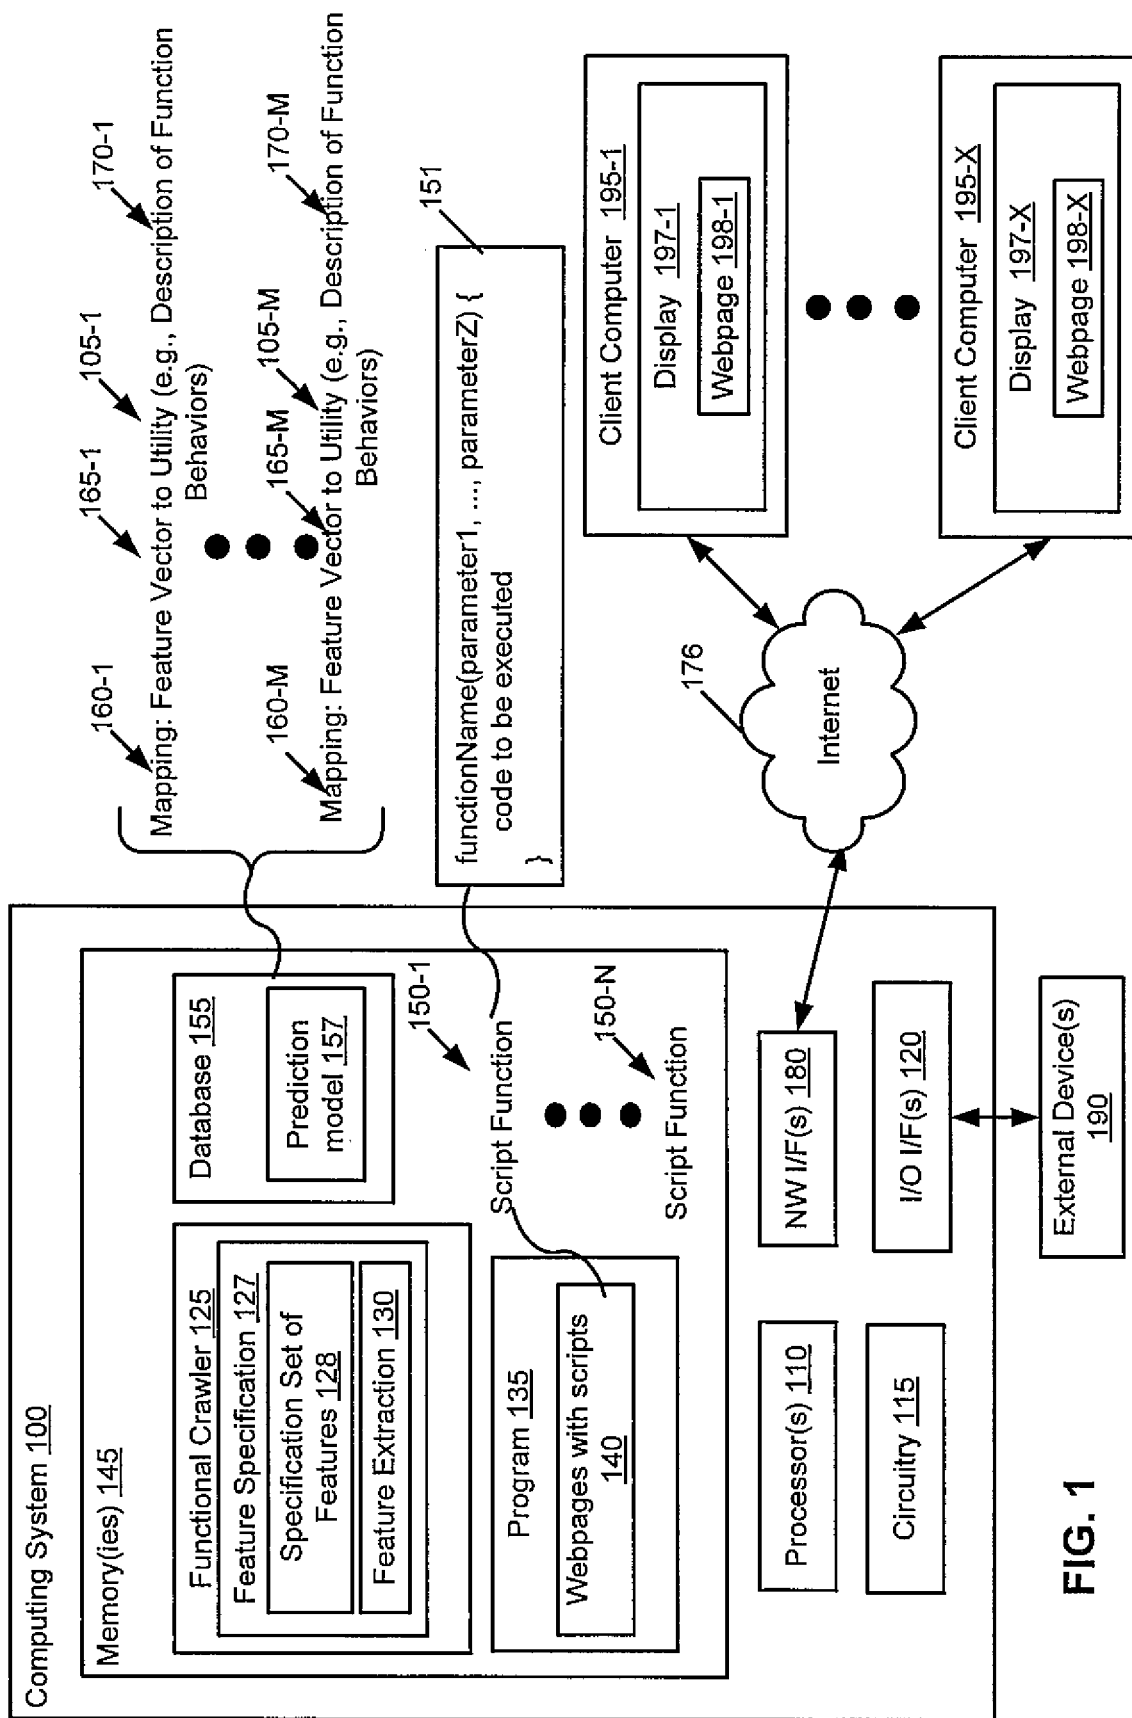 Computing System 100
Memory(ies) 145
Functional Crawler 125
Feature Specification 127
Specification Set of
Features 128
Feature Extraction 130
Database 155
Prediction
model 157
Program 135
Webpages with scripts
140
150-1
Script Function
150-N
Script Function
Processor(s) 110
Circuitry 115
NW I/F(s) 180
I/O I/F(s) 120
External Device(s)
190
160-1
165-1
105-1
170-1
Mapping: Feature Vector to Utility (e.g., Description of Function
Behaviors)
160-M
165-M
105-M
170-M
Mapping: Feature Vector to Utility (e.g., Description of Function
Behaviors)
151
functionName(parameter1, ..., parameterZ) {
code to be executed
}
176
Internet
Client Computer 195-1
Display 197-1
Webpage 198-1
Client Computer 195-X
Display 197-X
Webpage 198-X
FIG. 1